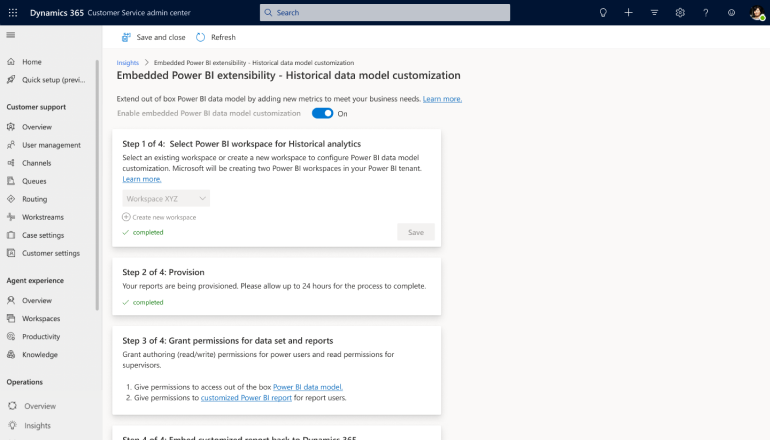 Dynamics 365 Customer Service admin center
Search
Save and close Refresh
Home
Quick setup (previ...
Customer support
Overview
User management
Channels
Queues
Routing
Workstreams
Case settings
Customer settings
Agent experience
Overview
Workspaces
Productivity
Knowledge
Operations
Overview
Insights
Insights > Embedded Power BI extensibility - Historical data model customization
Embedded Power BI extensibility - Historical data model customization
Extend out of box Power BI data model by adding new metrics to meet your business needs. Learn more.
Enable embedded Power BI data model customization On
Step 1 of 4: Select Power BI workspace for Historical analytics
Select an existing workspace or create a new workspace to configure Power BI data model
customization. Microsoft will be creating two Power BI workspaces in your Power BI tenant.
Learn more.
Workspace XYZ
Create new workspace
completed
Save
Step 2 of 4: Provision
Your reports are being provisioned. Please allow up to 24 hours for the process to complete.
completed
Step 3 of 4: Grant permissions for data set and reports
Grant authoring (read/write) permissions for power users and read permissions for
supervisors.
1. Give permissions to access out of the box Power BI data model.
2. Give permissions to customized Power BI report for report users.
Step 4 of 4: Embed customized report back to Dynamics 365